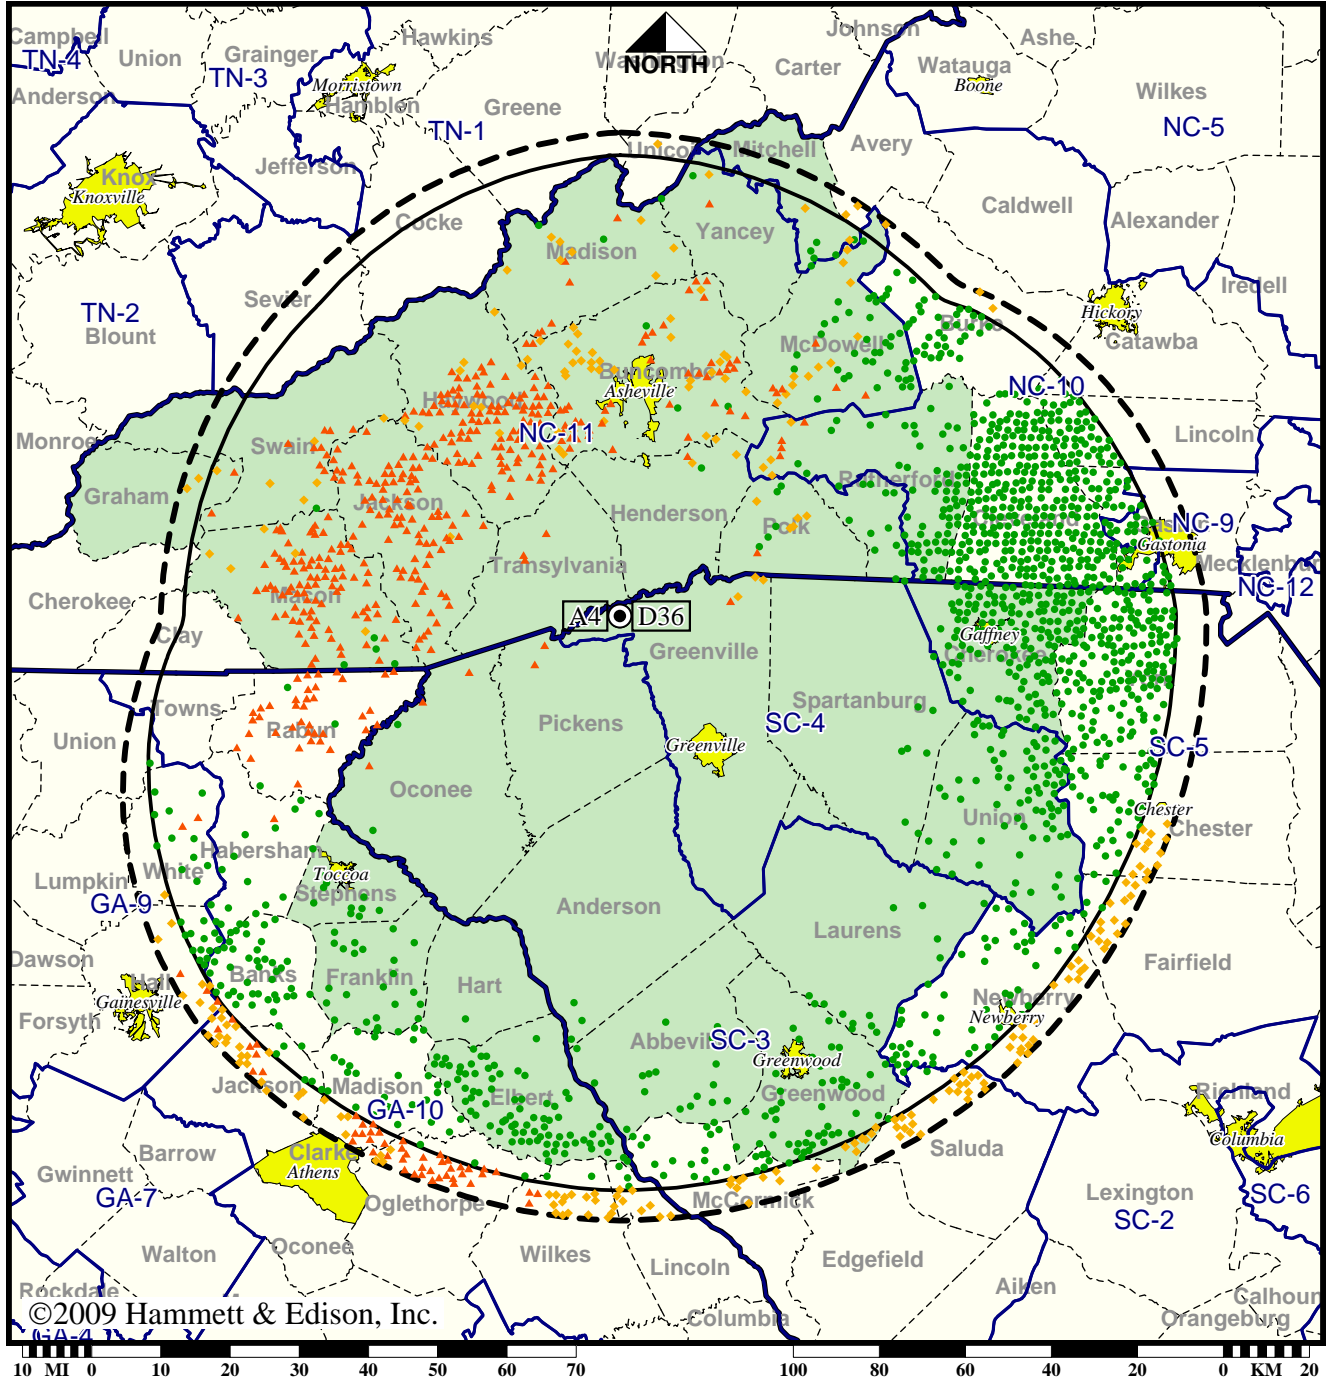 Campbell
Union
Grainger
Hawkins
Washington
NORTH
Johnson
Ashe
TN-4
TN-3
Morristown
Carter
Watauga
Boone
Anderson
Hamblen
Greene
Wilkes
TN-1
NC-5
Unicoi
Mitchell
Avery
Jefferson
Knox
Knoxville
Cocke
Caldwell
Alexander
Yancey
Madison
Sevier
Iredell
TN-2
Blount
Burke
Hickory
McDowell
Catawba
Buncombe
Asheville
NC-10
Haywood
NC-11
Monroe
Swain
Lincoln
Graham
Jackson
Rutherford
Henderson
Polk
Cleveland
Gaston
NC-9
Gastonia
Transylvania
Mecklenburg
NC-12
Macon
Cherokee
A4
D36
Clay
Gaffney
Greenville
Cherokee
York
Towns
Spartanburg
Rabun
Pickens
SC-4
Union
Greenville
SC-5
Oconee
Chester
Union
Chester
Habersham
White
Toccoa
Lumpkin
Stephens
GA-9
Anderson
Laurens
Dawson
Fairfield
Banks
Franklin
Hart
Hall
Gainesville
Newberry
Newberry
Forsyth
Abbeville
SC-3
Greenwood
Jackson
Madison
Elbert
Greenwood
Richland
GA-10
Columbia
Barrow
Clarke
Athens
Saluda
Gwinnett
GA-7
Oglethorpe
McCormick
Lexington
SC-2
SC-6
Walton
Oconee
Wilkes
Lincoln
Edgefield
Aiken
Rockdale
Calhoun
©2009 Hammett & Edison, Inc.
Columbia
Orangeburg
GA-4
10 MI 0 10 20 30 40 50 60 70
100 80 60 40 20 0 KM 20